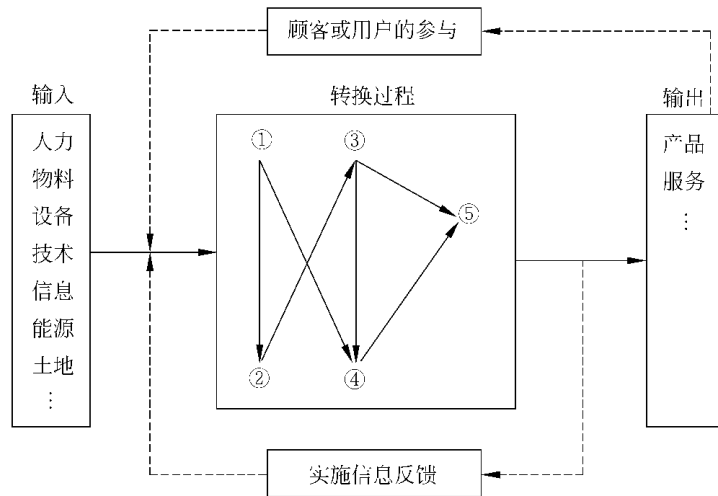 顾客或用户的参与
输入
转换过程
输出
人力
物料
设备
技术
信息
能源
土地
⋮
① ③
⑤
② ④
产品
服务
⋮
实施信息反馈